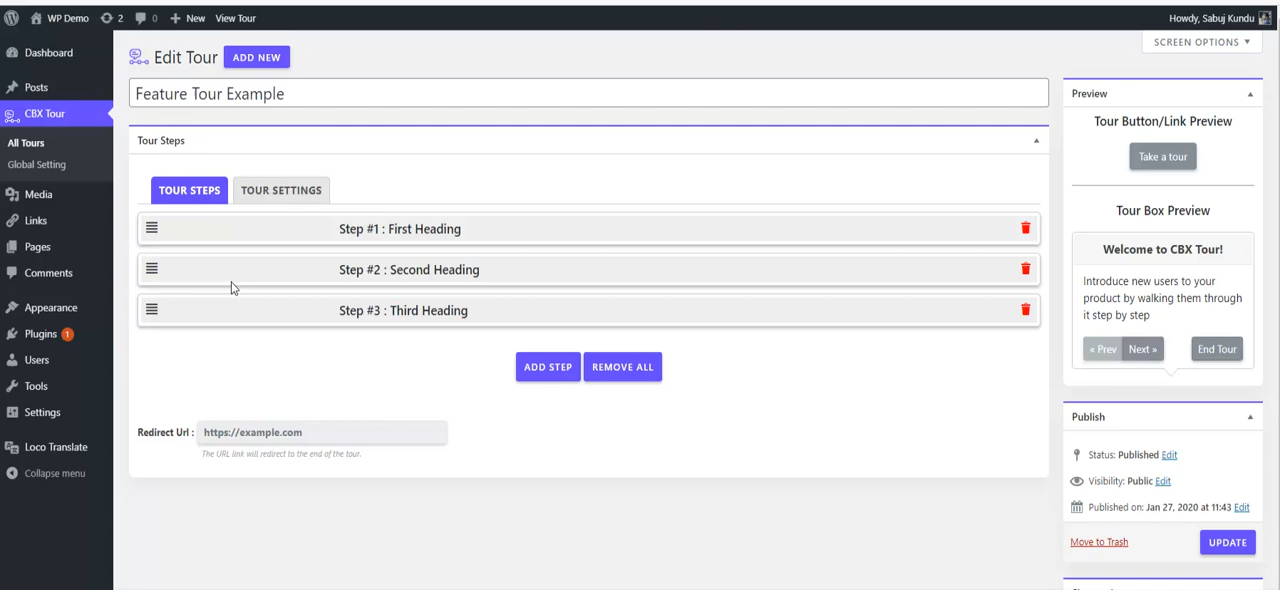 WP Demo 2 0 New View Tour Howdy, Sabuj Kundu
SCREEN OPTIONS
Dashboard
Posts
CBX Tour
All Tours
Global Setting
Media
Links
Pages
Comments
Appearance
Plugins 1
Users
Tools
Settings
Loco Translate
Collapse menu
Edit Tour ADD NEW
Feature Tour Example
Tour Steps
TOUR STEPS TOUR SETTINGS
Step #1 : First Heading
Step #2 : Second Heading
Step #3 : Third Heading
ADD STEP REMOVE ALL
Redirect Url : https://example.com
The URL link will redirect to the end of the tour.
Preview
Tour Button/Link Preview
Take a tour
Tour Box Preview
Welcome to CBX Tour!
Introduce new users to your
product by walking them through
it step by step
« Prev Next » End Tour
Publish
Status: Published Edit
Visibility: Public Edit
Published on: Jan 27, 2020 at 11:43 Edit
Move to Trash UPDATE